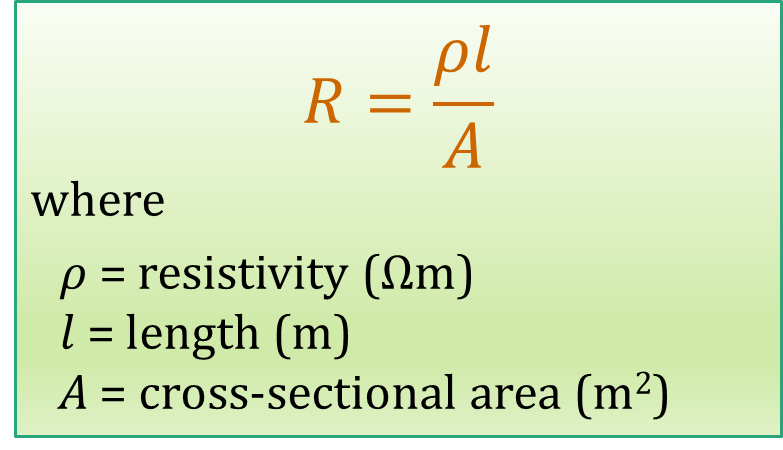 R = ρl/A
where
ρ = resistivity (Ωm)
l = length (m)
A = cross-sectional area (m²)